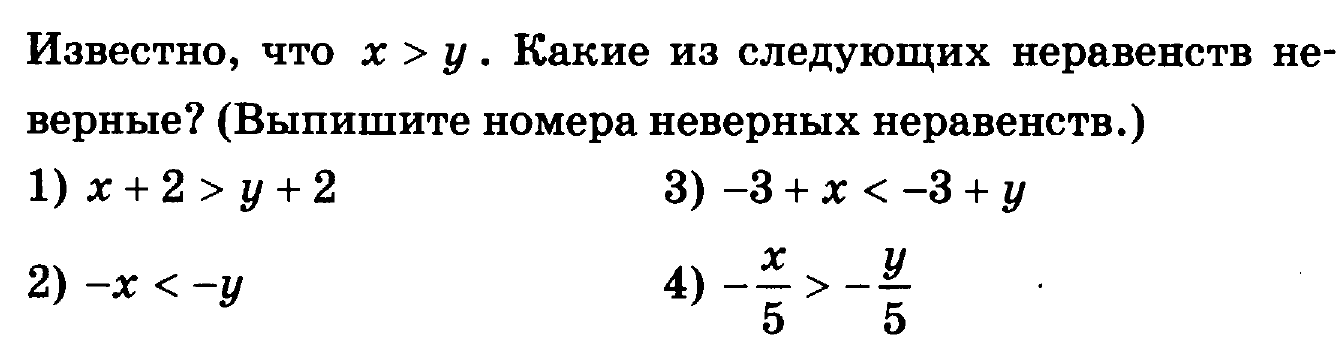 Известно, что x > y . Какие из следующих неравенств не-
верные? (Выпишите номера неверных неравенств.)
1) x + 2 > y + 2 3) −3 + x < −3 + y
2) −x < −y 4) −x/5 > −y/5